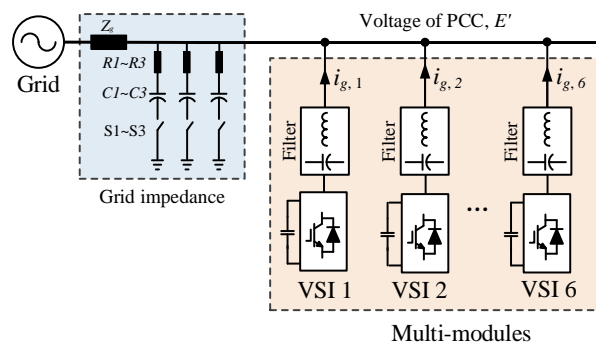 Z_g
Voltage of PCC, E'
R1~R3
C1~C3
S1~S3
Grid
Grid impedance
i_g, 1
i_g, 2
i_g, 6
Filter
Filter
Filter
...
VSI 1
VSI 2
VSI 6
Multi-modules